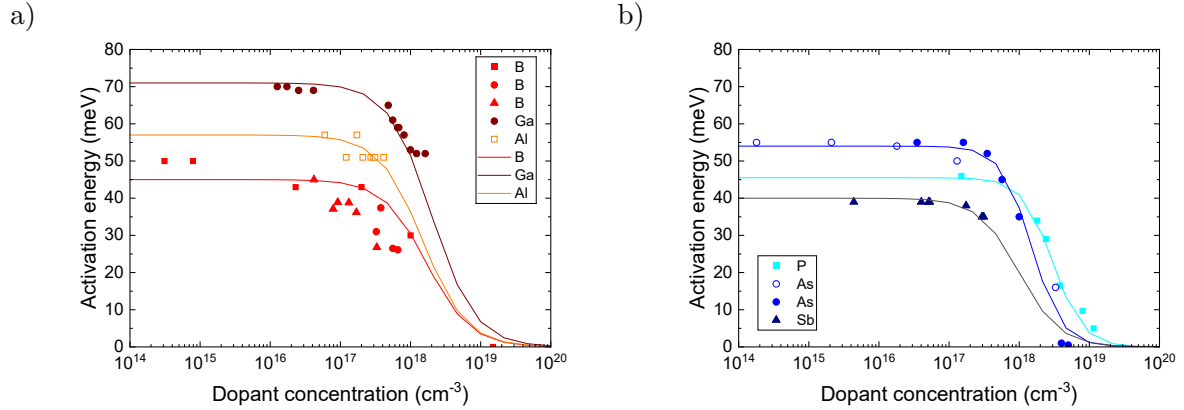 a)
80
70
60
50
40
30
20
10
0
Activation energy (meV)
10^14 10^15 10^16 10^17 10^18 10^19 10^20
Dopant concentration (cm^-3)
B
B
B
Ga
Al
B
Ga
Al
b)
80
70
60
50
40
30
20
10
0
Activation energy (meV)
10^14 10^15 10^16 10^17 10^18 10^19 10^20
Dopant concentration (cm^-3)
P
As
As
Sb